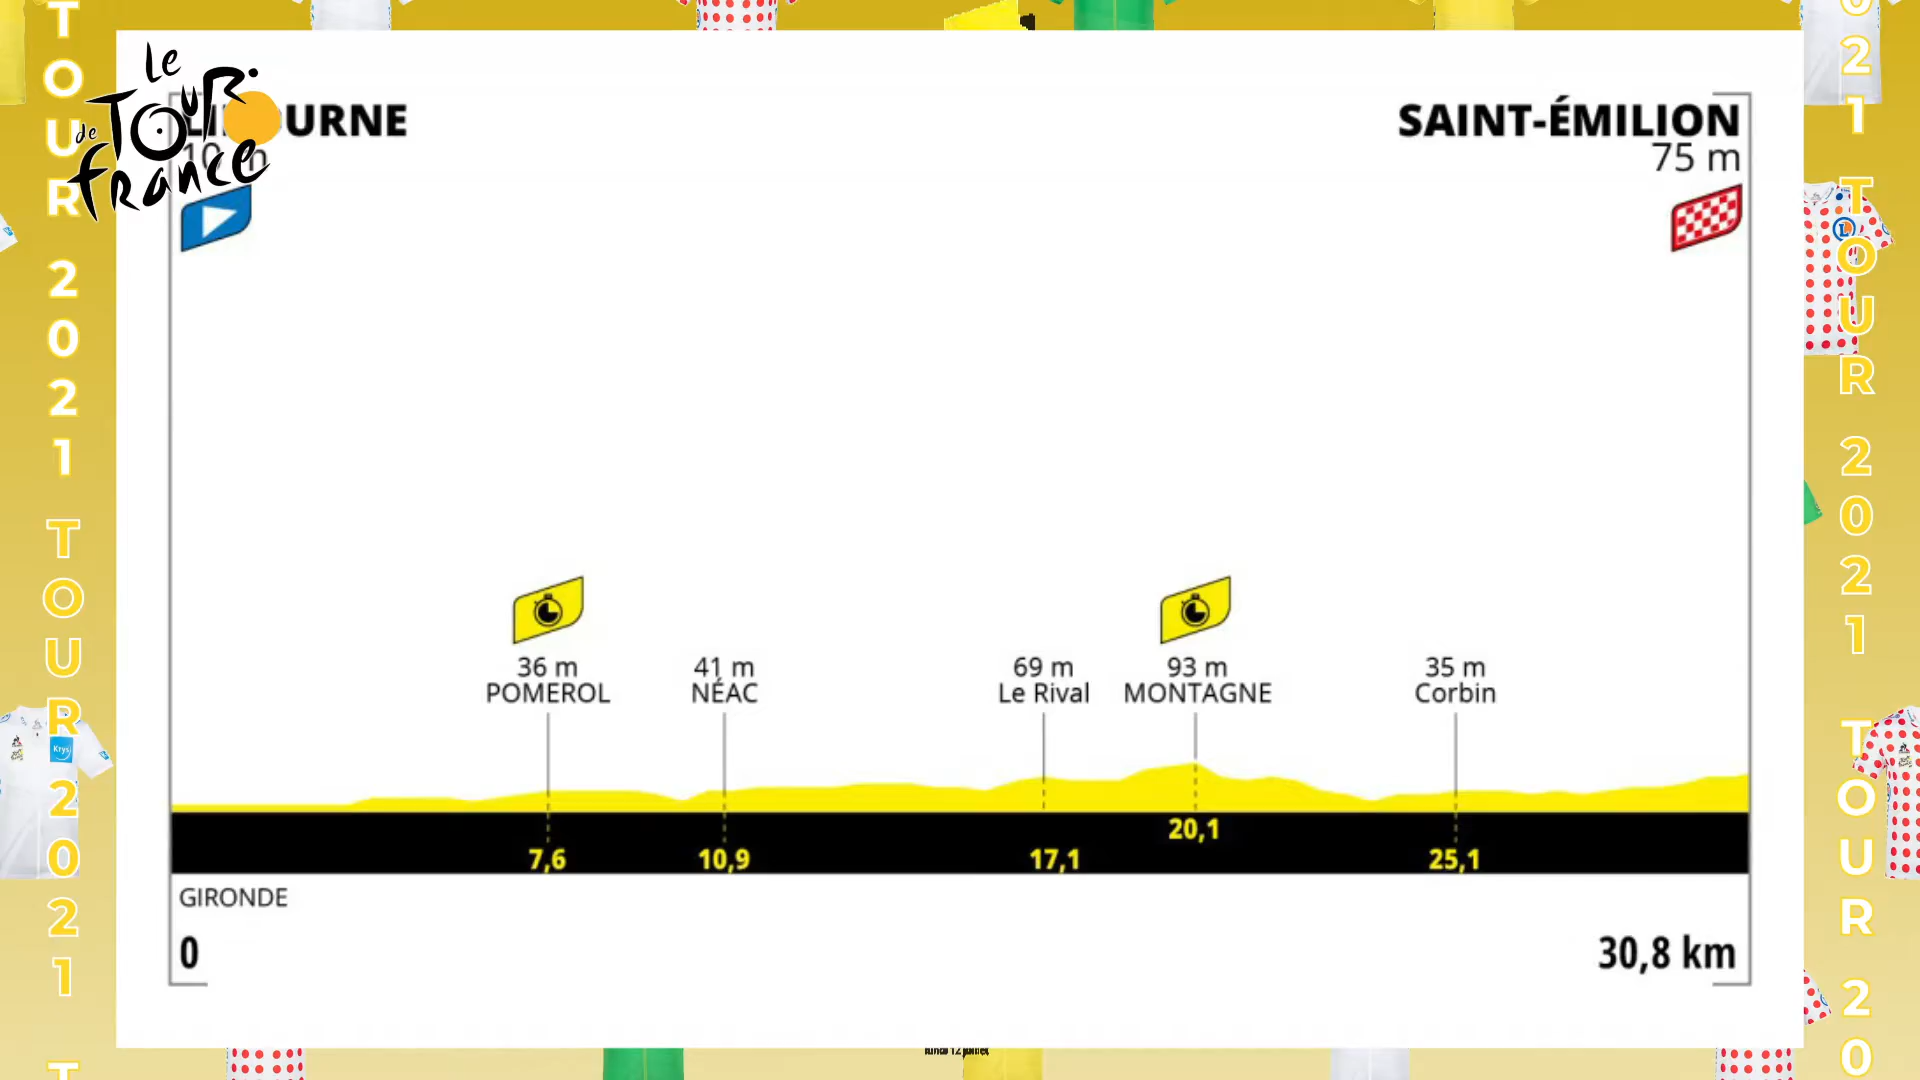 TOUR 2021 TOUR 2021 T
Le
TOUR
de
france
URNE
SAINT-ÉMILION
75 m
36 m
POMEROL
41 m
NÉAC
69 m
Le Rival
93 m
MONTAGNE
35 m
Corbin
20,1
7,6
10,9
17,1
25,1
GIRONDE
0
30,8 km
021 TOUR 2021 TOUR 20
Krys